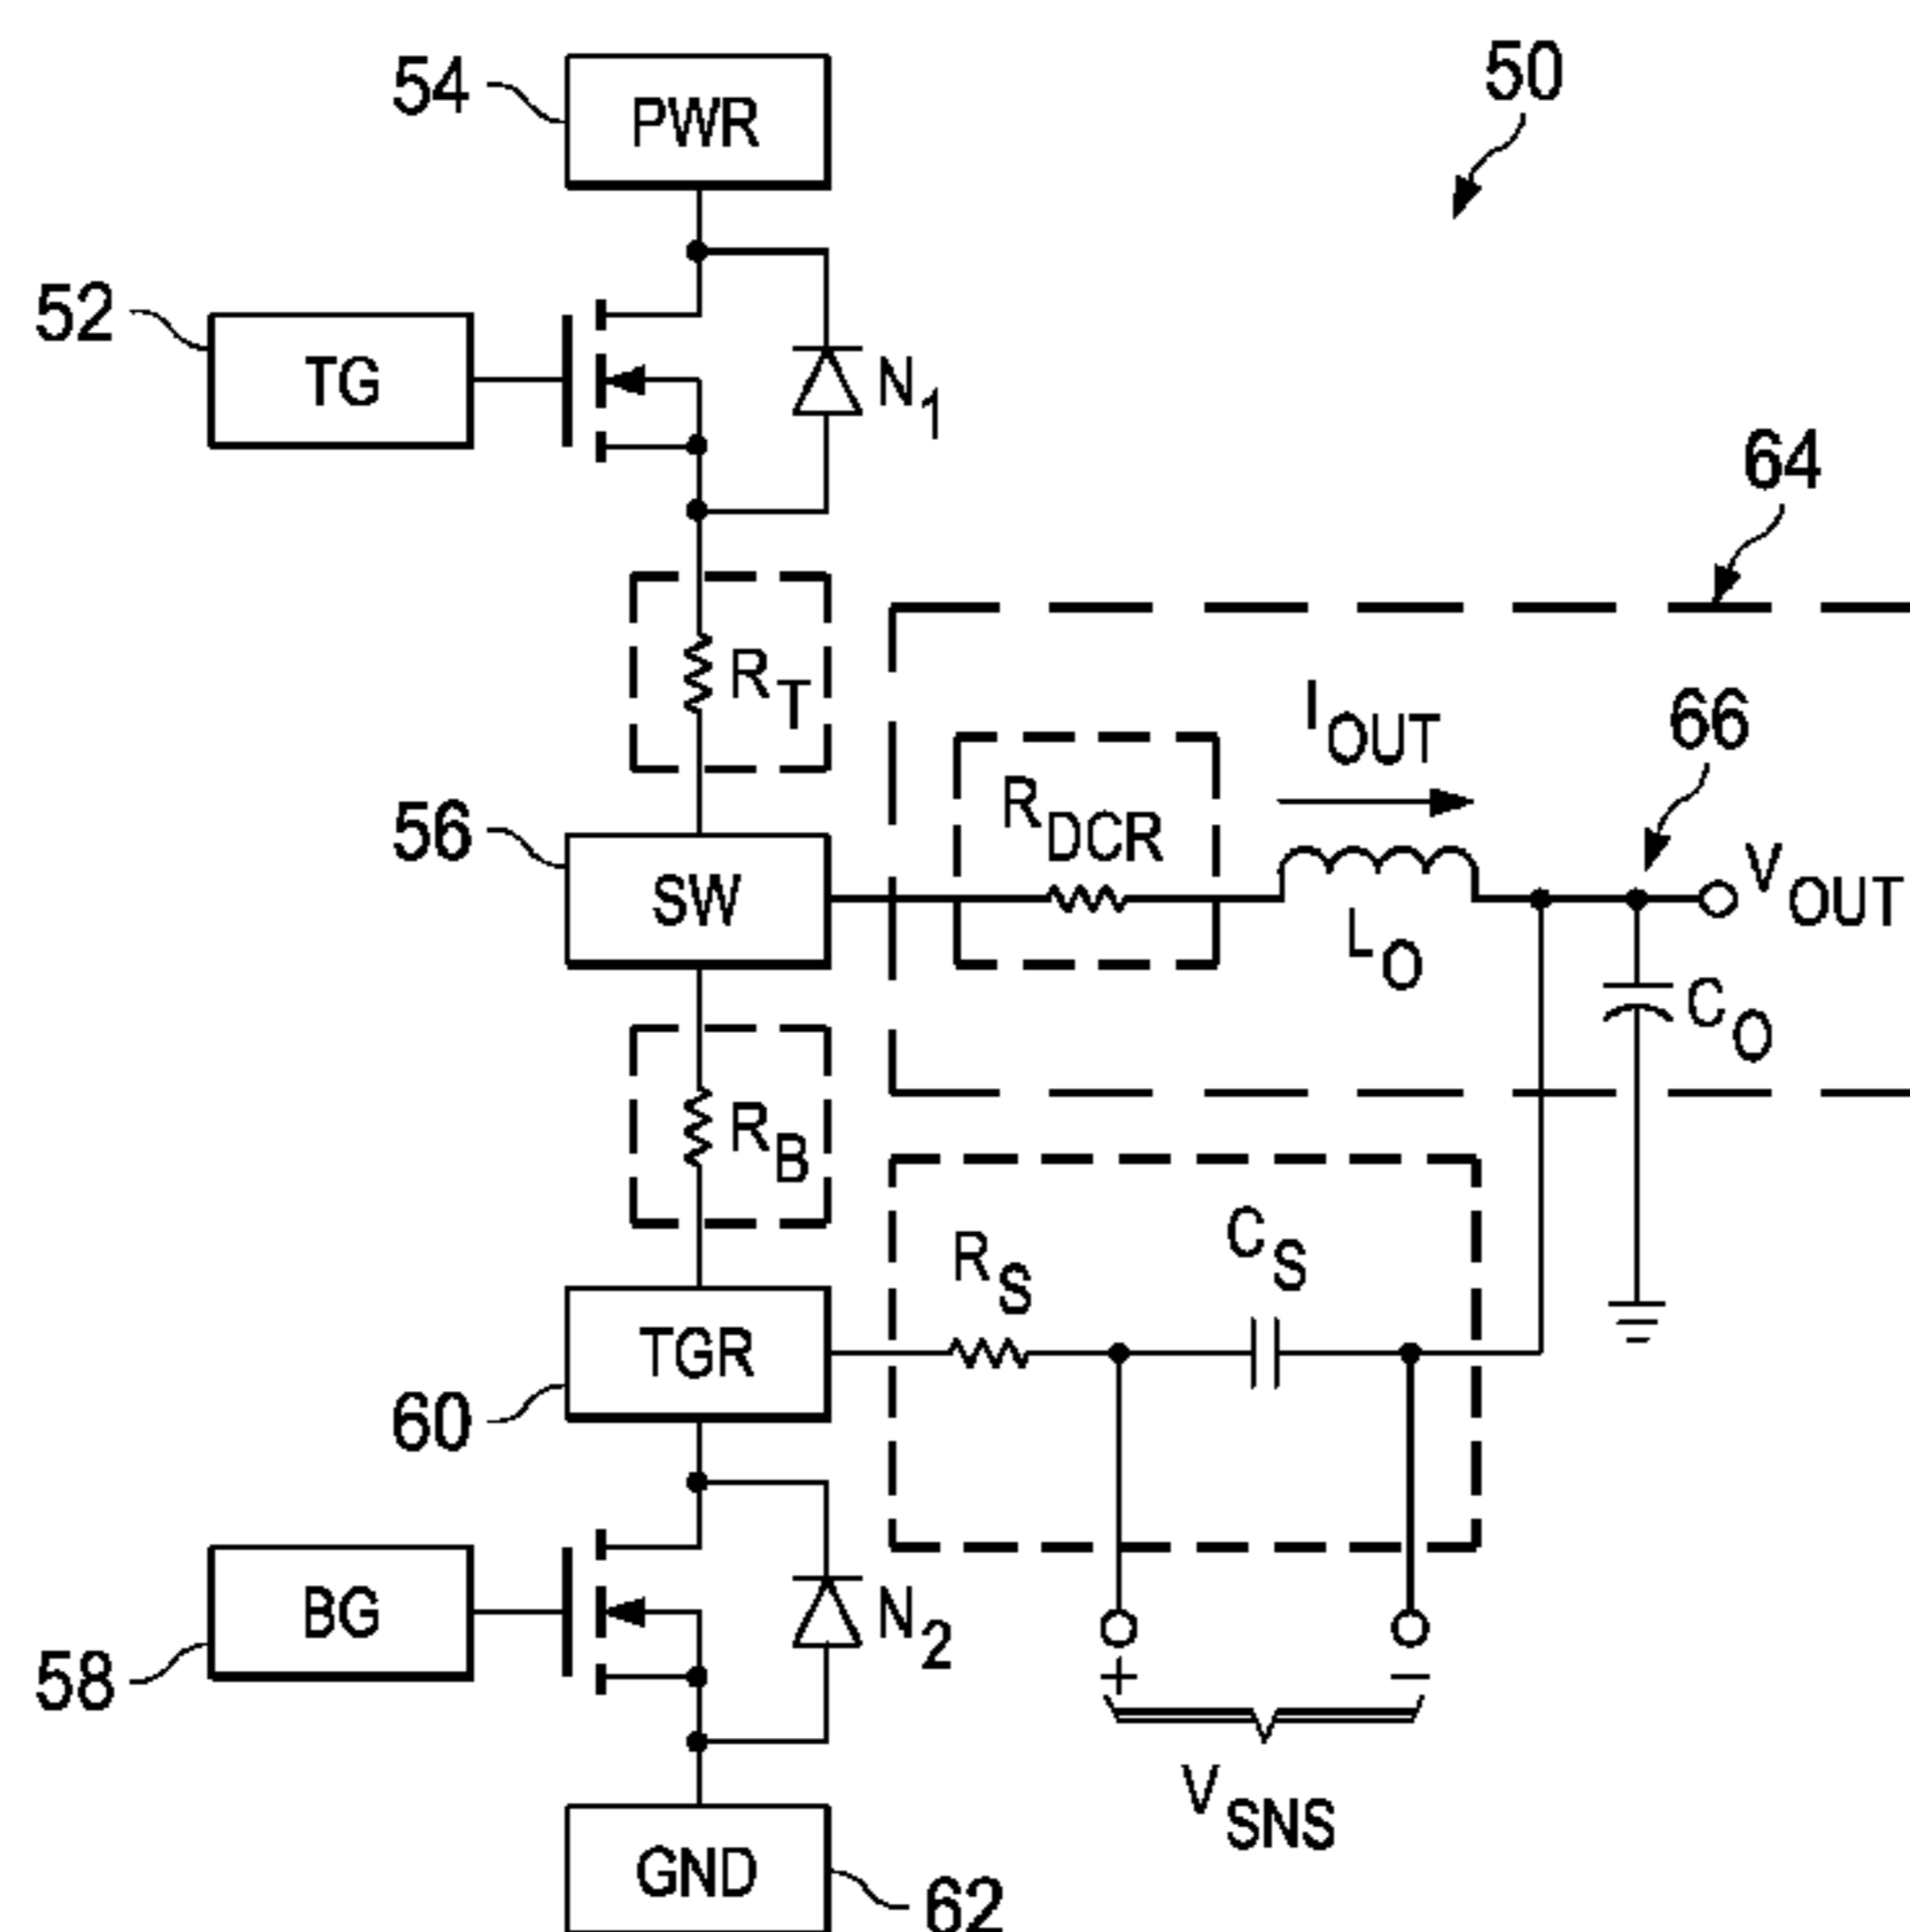 50
54
PWR
52
TG
N1
64
RT
IOUT
66
56
SW
RDCR
LO
VOUT
CO
RB
RS
CS
TGR
60
58
BG
N2
+
−
VSNS
GND
62